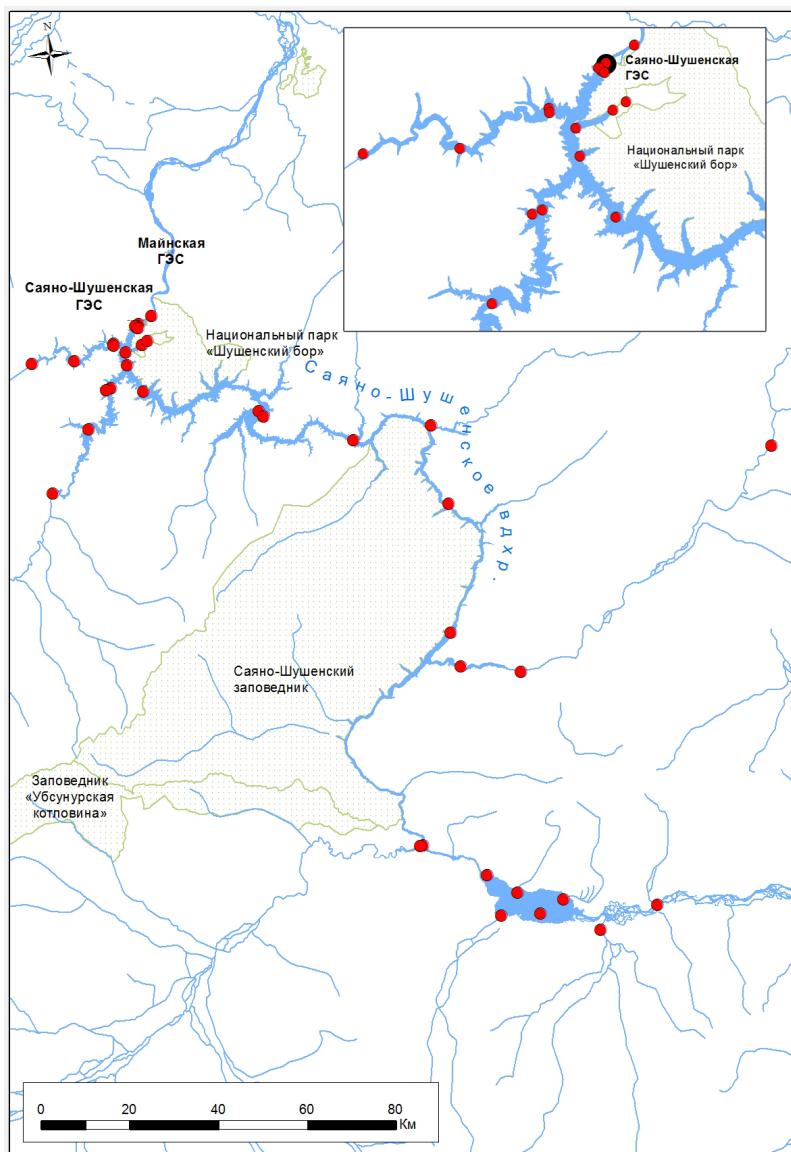 N
Саяно-Шушенская
ГЭС
Национальный парк
«Шушенский бор»
Майнская
ГЭС
Саяно-Шушенская
ГЭС
Национальный парк
«Шушенский бор»
Саяно-Шушенское вдхр.
Саяно-Шушенский
заповедник
Заповедник
«Убсунурская
котловина»
0 20 40 60 80
Км